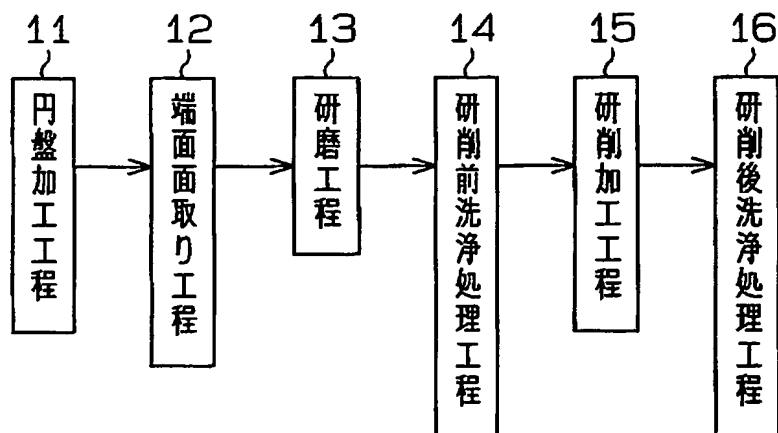 11
円盤加工工程
12
端面面取り工程
13
研磨工程
14
研削前洗浄処理工程
15
研削加工工程
16
研削後洗浄処理工程